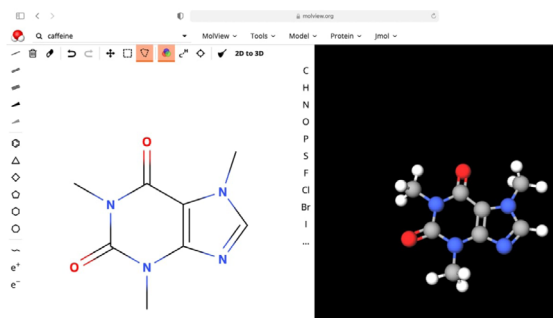 molview.org
caffeine
MolView Tools Model Protein Jmol
2D to 3D
C
H
N
O
P
S
F
Cl
Br
I
...
e+
e-
O
N
N
O
N
N